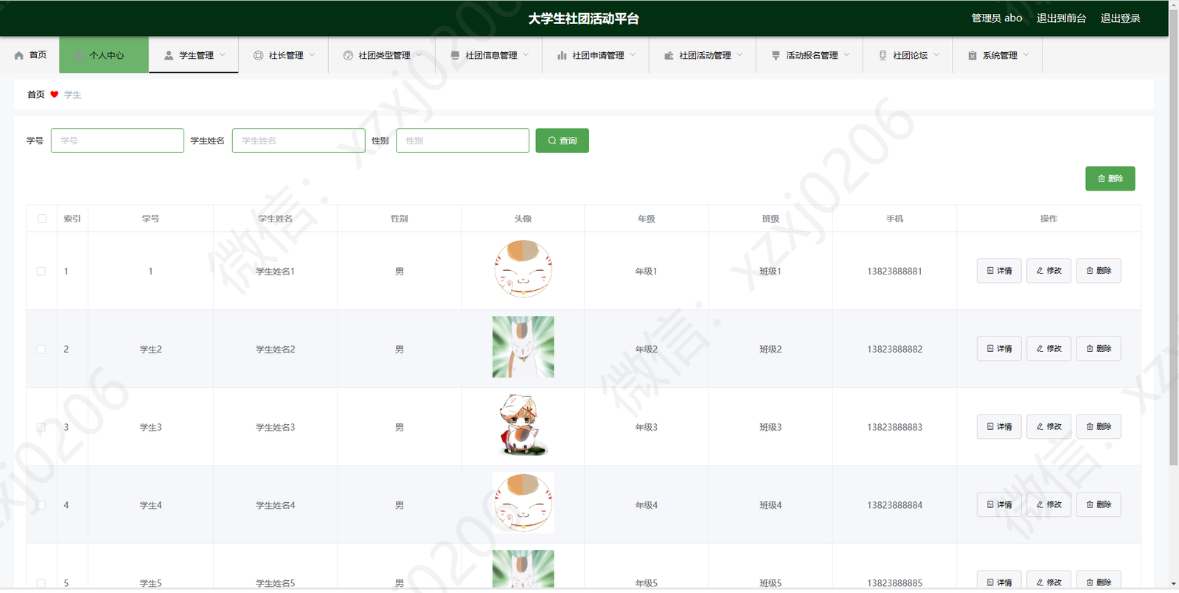 大学生社团活动平台
管理员 abo 退出到前台 退出登录
首页 个人中心 学生管理 社长管理 社团类型管理 社团信息管理 社团申请管理 社团活动管理 活动报名管理 社团论坛 系统管理
首页 学生
学号 学号 学生姓名 学生姓名 性别 性别 查询
删除
索引 学号 学生姓名 性别 头像 年级 班级 手机 操作
1 1 学生姓名1 男 年级1 班级1 13823888881 详情 修改 删除
2 学生2 学生姓名2 男 年级2 班级2 13823888882 详情 修改 删除
3 学生3 学生姓名3 男 年级3 班级3 13823888883 详情 修改 删除
4 学生4 学生姓名4 男 年级4 班级4 13823888884 详情 修改 删除
5 学生5 学生姓名5 男 年级5 班级5 13823888885 详情 修改 删除
微信：xzxj0206
微信：xzxj0206